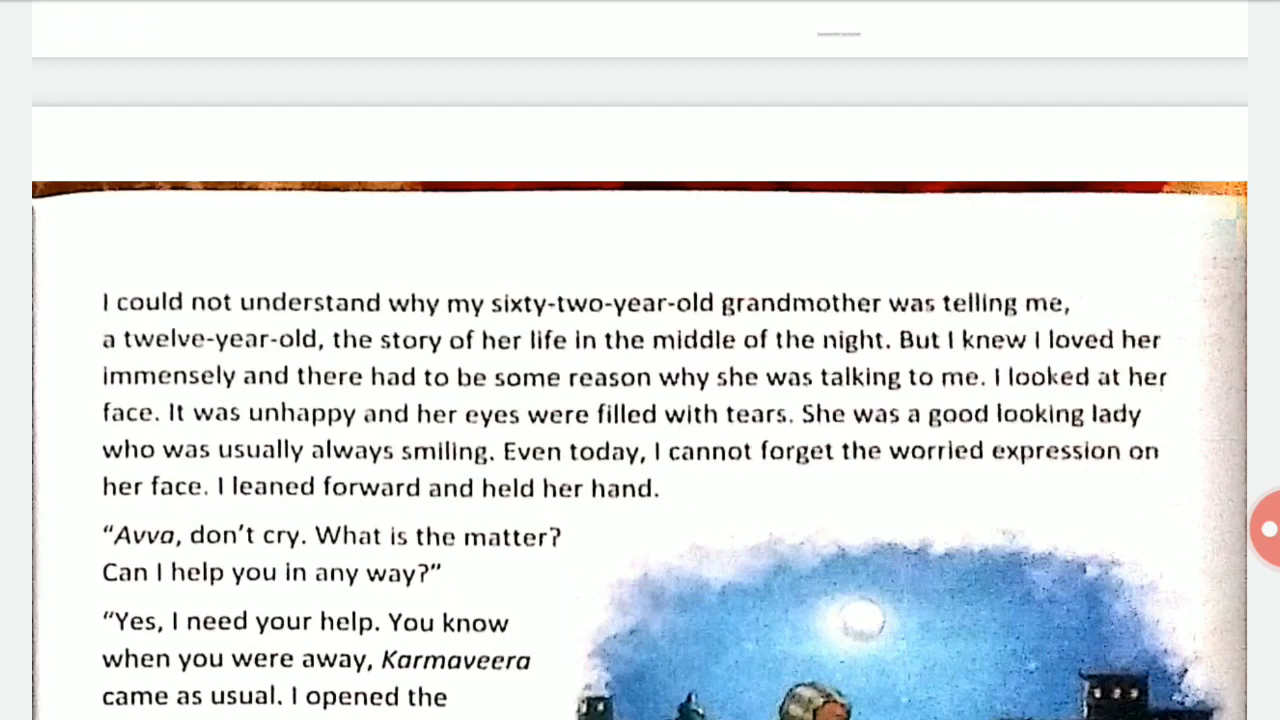 I could not understand why my sixty-two-year-old grandmother was telling me,
a twelve-year-old, the story of her life in the middle of the night. But I knew I loved her
immensely and there had to be some reason why she was talking to me. I looked at her
face. It was unhappy and her eyes were filled with tears. She was a good looking lady
who was usually always smiling. Even today, I cannot forget the worried expression on
her face. I leaned forward and held her hand.
“Avva, don’t cry. What is the matter?
Can I help you in any way?”
“Yes, I need your help. You know
when you were away, Karmaveera
came as usual. I opened the